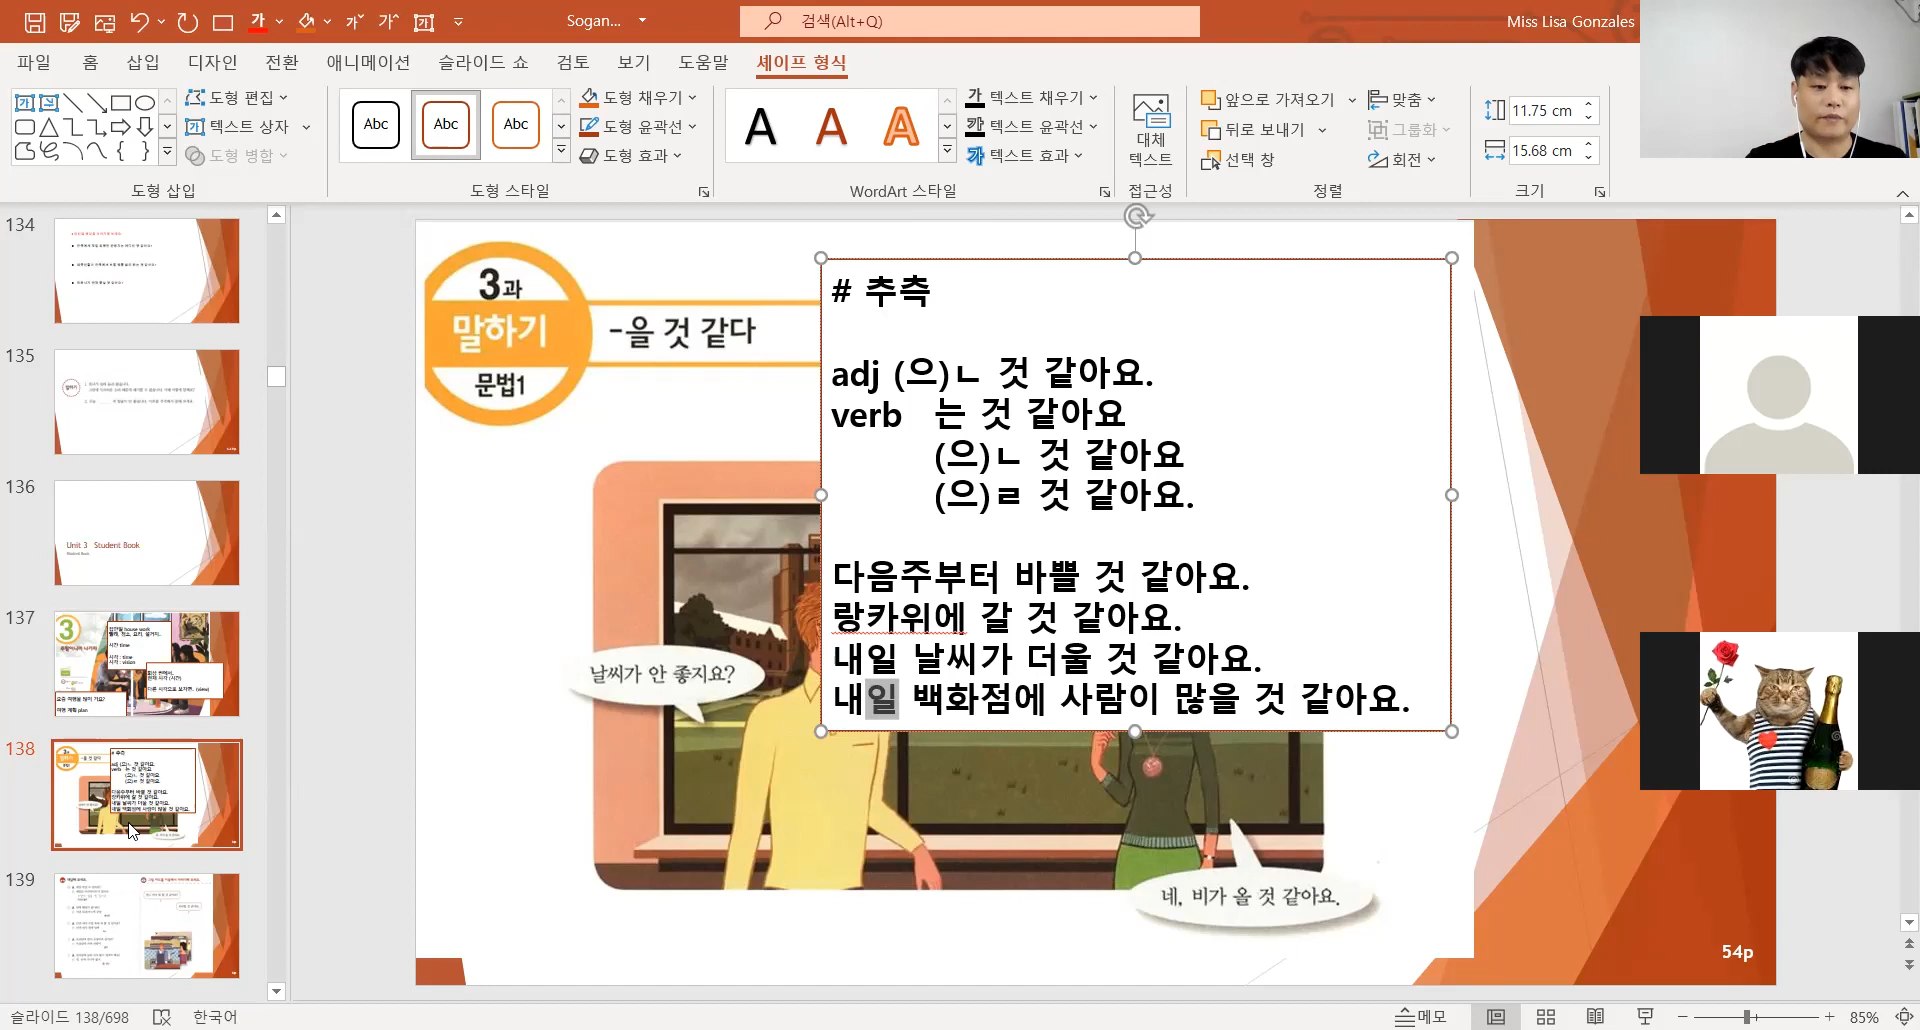 가
가
가
Sogan...
검색(Alt+Q)
Miss Lisa Gonzales
파일 홈 삽입 디자인 전환 애니메이션 슬라이드 쇼 검토 보기 도움말 셰이프 형식
도형 편집
텍스트 상자
도형 병합
도형 삽입
Abc Abc Abc
도형 채우기
도형 윤곽선
도형 효과
도형 스타일
A A A
텍스트 채우기
텍스트 윤곽선
텍스트 효과
WordArt 스타일
대체
텍스트
접근성
앞으로 가져오기
뒤로 보내기
선택 창
맞춤
그룹화
회전
정렬
11.75 cm
15.68 cm
크기
134
135
136
Unit 3 Student Book
137
3
138
139
3과
말하기
문법1
-을 것 같다
# 추측
adj (으)ㄴ 것 같아요.
verb 는 것 같아요
(으)ㄴ 것 같아요
(으)ㄹ 것 같아요.
다음주부터 바쁠 것 같아요.
랑카위에 갈 것 같아요.
내일 날씨가 더울 것 같아요.
내일 백화점에 사람이 많을 것 같아요.
날씨가 안 좋지요?
네, 비가 올 것 같아요.
54p
슬라이드 138/698
한국어
메모
85%